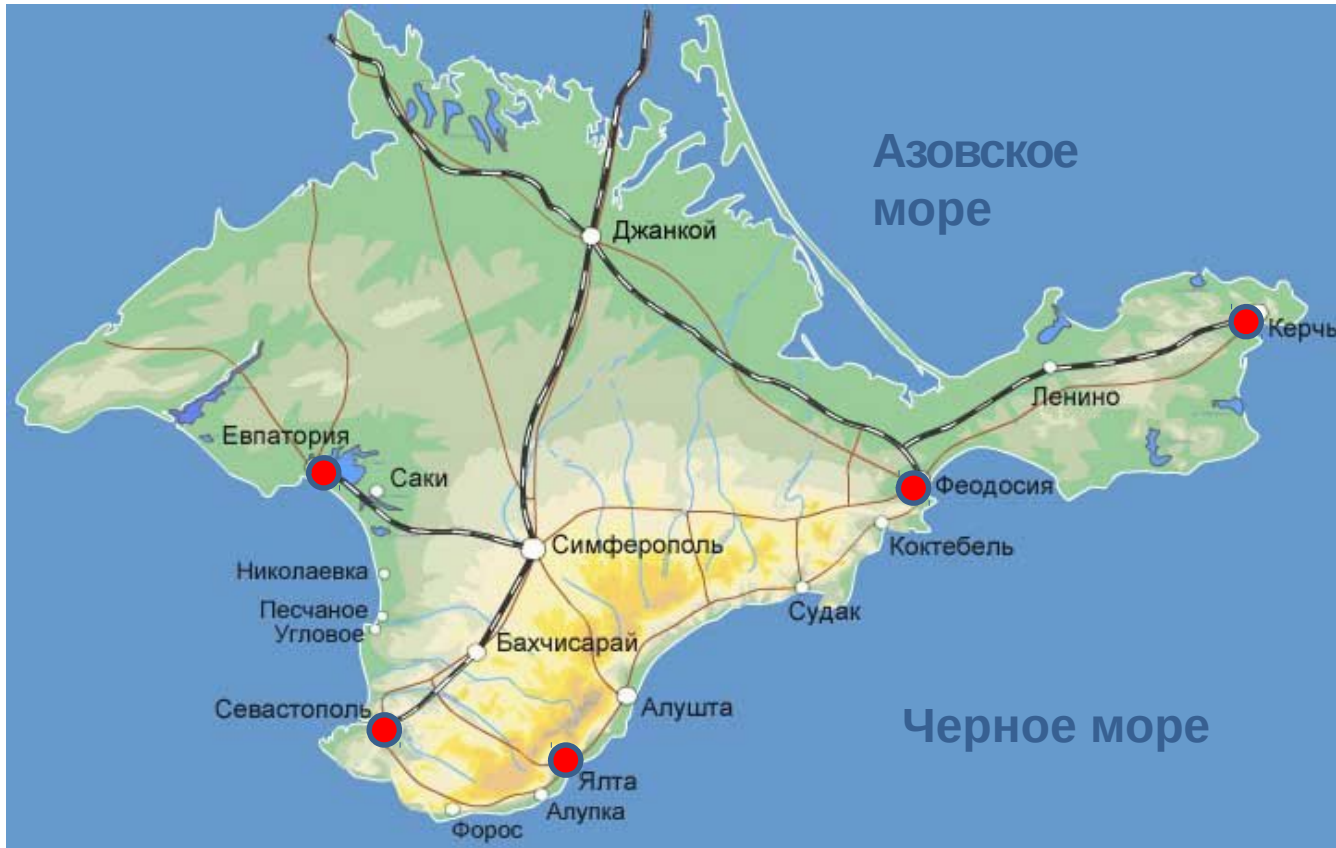 Азовское
море
Джанкой
Керчь
Ленино
Евпатория
Саки
Феодосия
Симферополь
Коктебель
Николаевка
Песчаное
Угловое
Судак
Бахчисарай
Севастополь
Алушта
Черное море
Ялта
Алупка
Форос